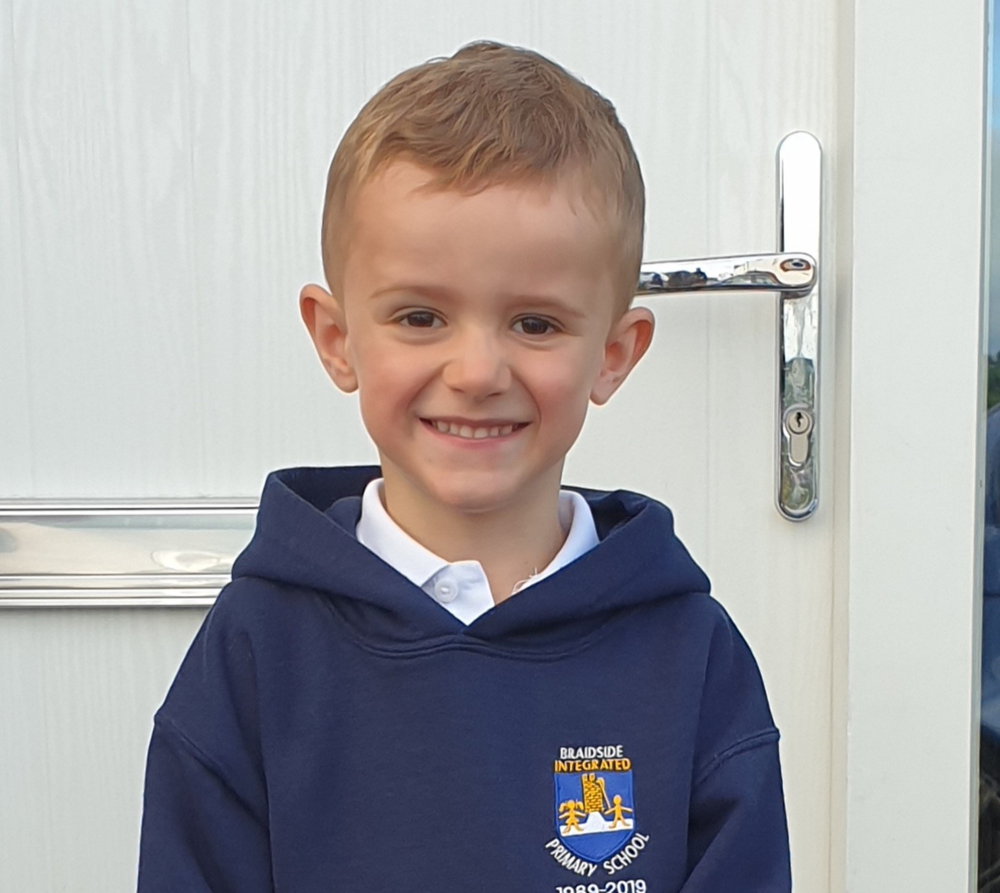 BRAIDSIDE
INTEGRATED
PRIMARY SCHOOL
1989-2019